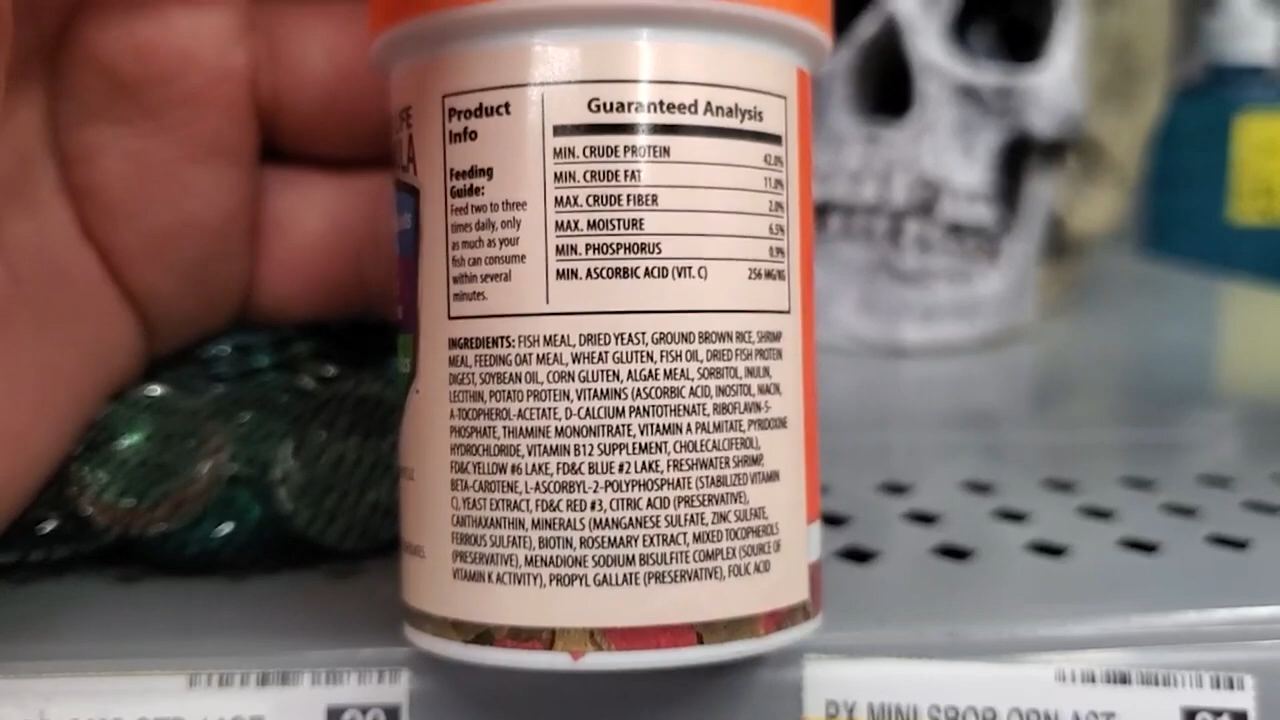 Product
Info
Feeding
Guide:
Feed two to three
times daily, only
as much as your
fish can consume
within several
minutes.
Guaranteed Analysis
MIN. CRUDE PROTEIN 42.0%
MIN. CRUDE FAT 11.0%
MAX. CRUDE FIBER 2.0%
MAX. MOISTURE 6.5%
MIN. PHOSPHORUS 0.9%
MIN. ASCORBIC ACID (VIT. C) 256 MG/KG
INGREDIENTS: FISH MEAL, DRIED YEAST, GROUND BROWN RICE, SHRIMP
MEAL, FEEDING OAT MEAL, WHEAT GLUTEN, FISH OIL, DRIED FISH PROTEIN
DIGEST, SOYBEAN OIL, CORN GLUTEN, ALGAE MEAL, SORBITOL, INULIN,
LECITHIN, POTATO PROTEIN, VITAMINS (ASCORBIC ACID, INOSITOL, NIACIN,
A-TOCOPHEROL-ACETATE, D-CALCIUM PANTOTHENATE, RIBOFLAVIN-5-
PHOSPHATE, THIAMINE MONONITRATE, VITAMIN A PALMITATE, PYRIDOXINE
HYDROCHLORIDE, VITAMIN B12 SUPPLEMENT, CHOLECALCIFEROL),
FD&C YELLOW #6 LAKE, FD&C BLUE #2 LAKE, FRESHWATER SHRIMP,
BETA-CAROTENE, L-ASCORBYL-2-POLYPHOSPHATE (STABILIZED VITAMIN
C), YEAST EXTRACT, FD&C RED #3, CITRIC ACID (PRESERVATIVE),
CANTHAXANTHIN, MINERALS (MANGANESE SULFATE, ZINC SULFATE,
FERROUS SULFATE), BIOTIN, ROSEMARY EXTRACT, MIXED TOCOPHEROLS
(PRESERVATIVE), MENADIONE SODIUM BISULFITE COMPLEX (SOURCE OF
VITAMIN K ACTIVITY), PROPYL GALLATE (PRESERVATIVE), FOLIC ACID